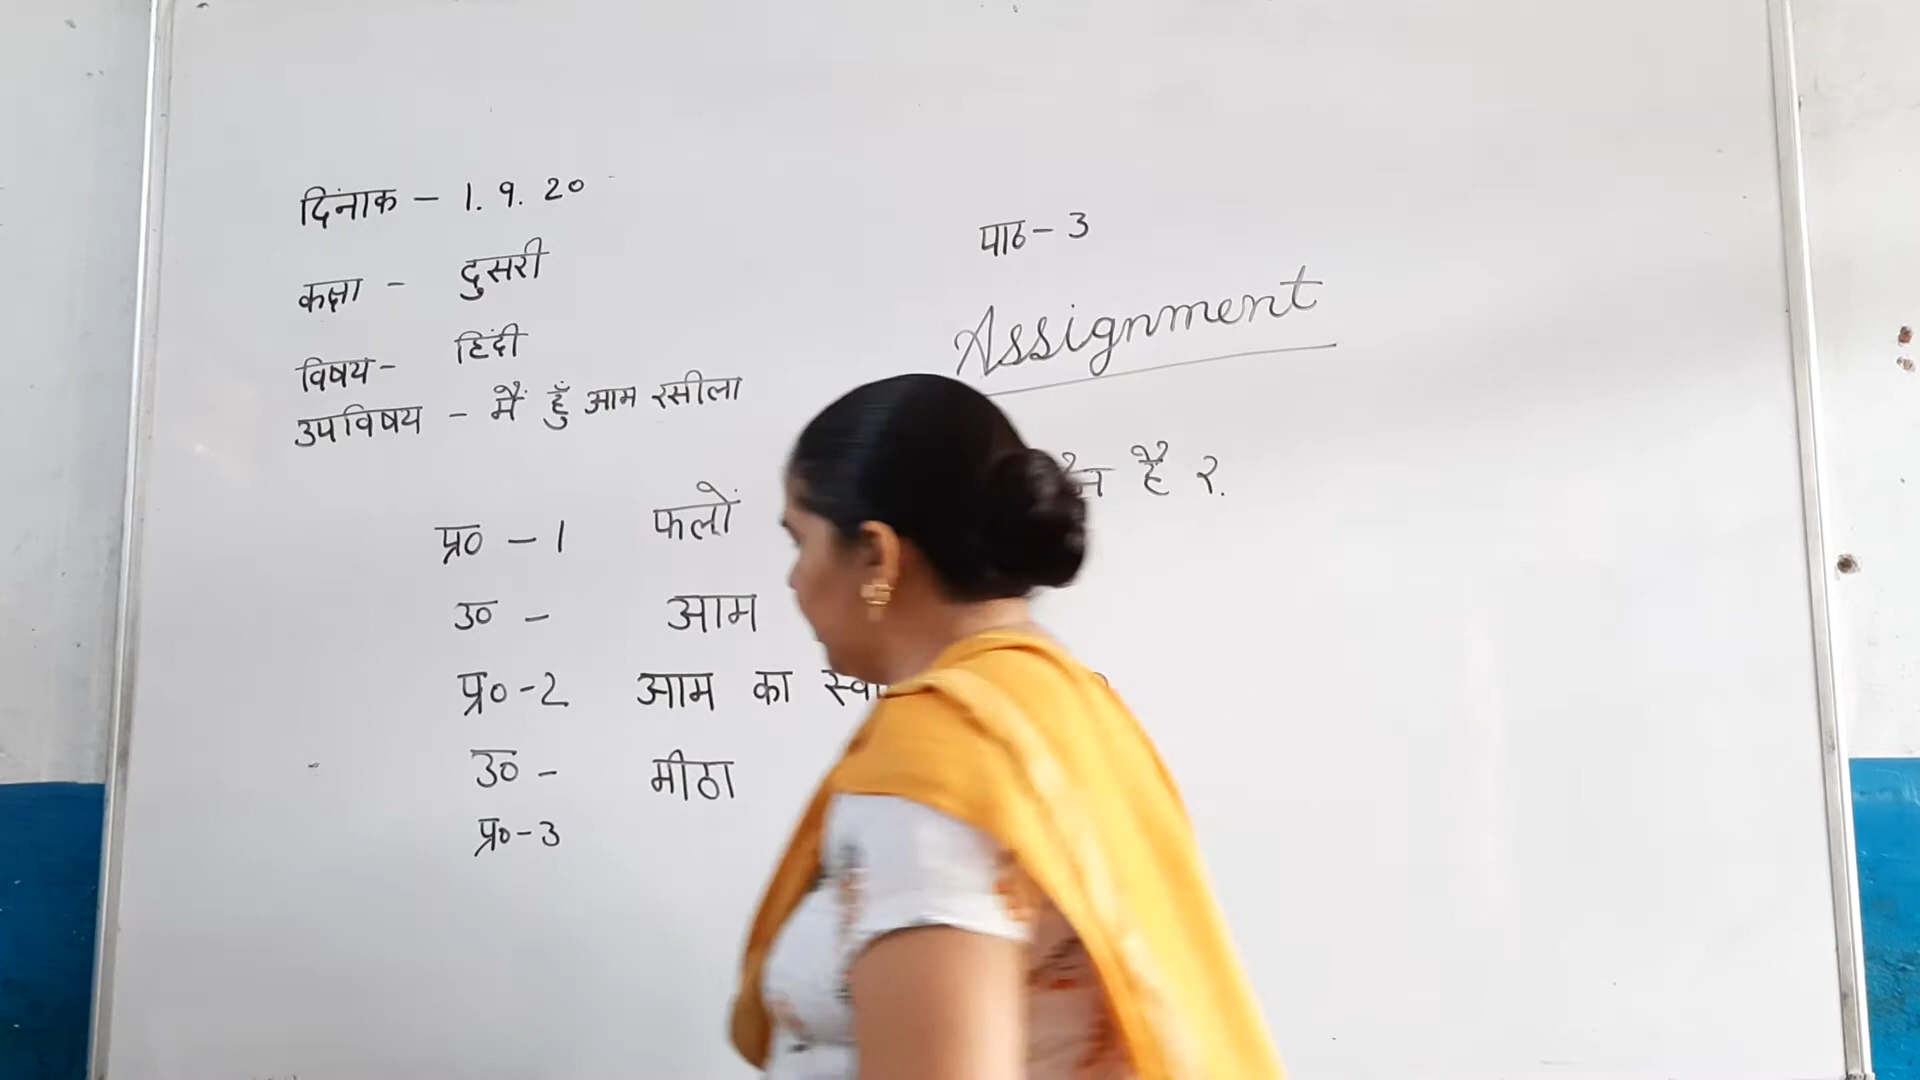 दिंनाक - 1. 9. 20
कक्षा - दुसरी
विषय - हिंदी
उपविषय - मैं हुँ आम रसीला
पाठ - 3
Assignment
प्र० - 1 फलों है ?
उ० - आम
प्र० - 2 आम का
उ० - मीठा
प्र० - 3